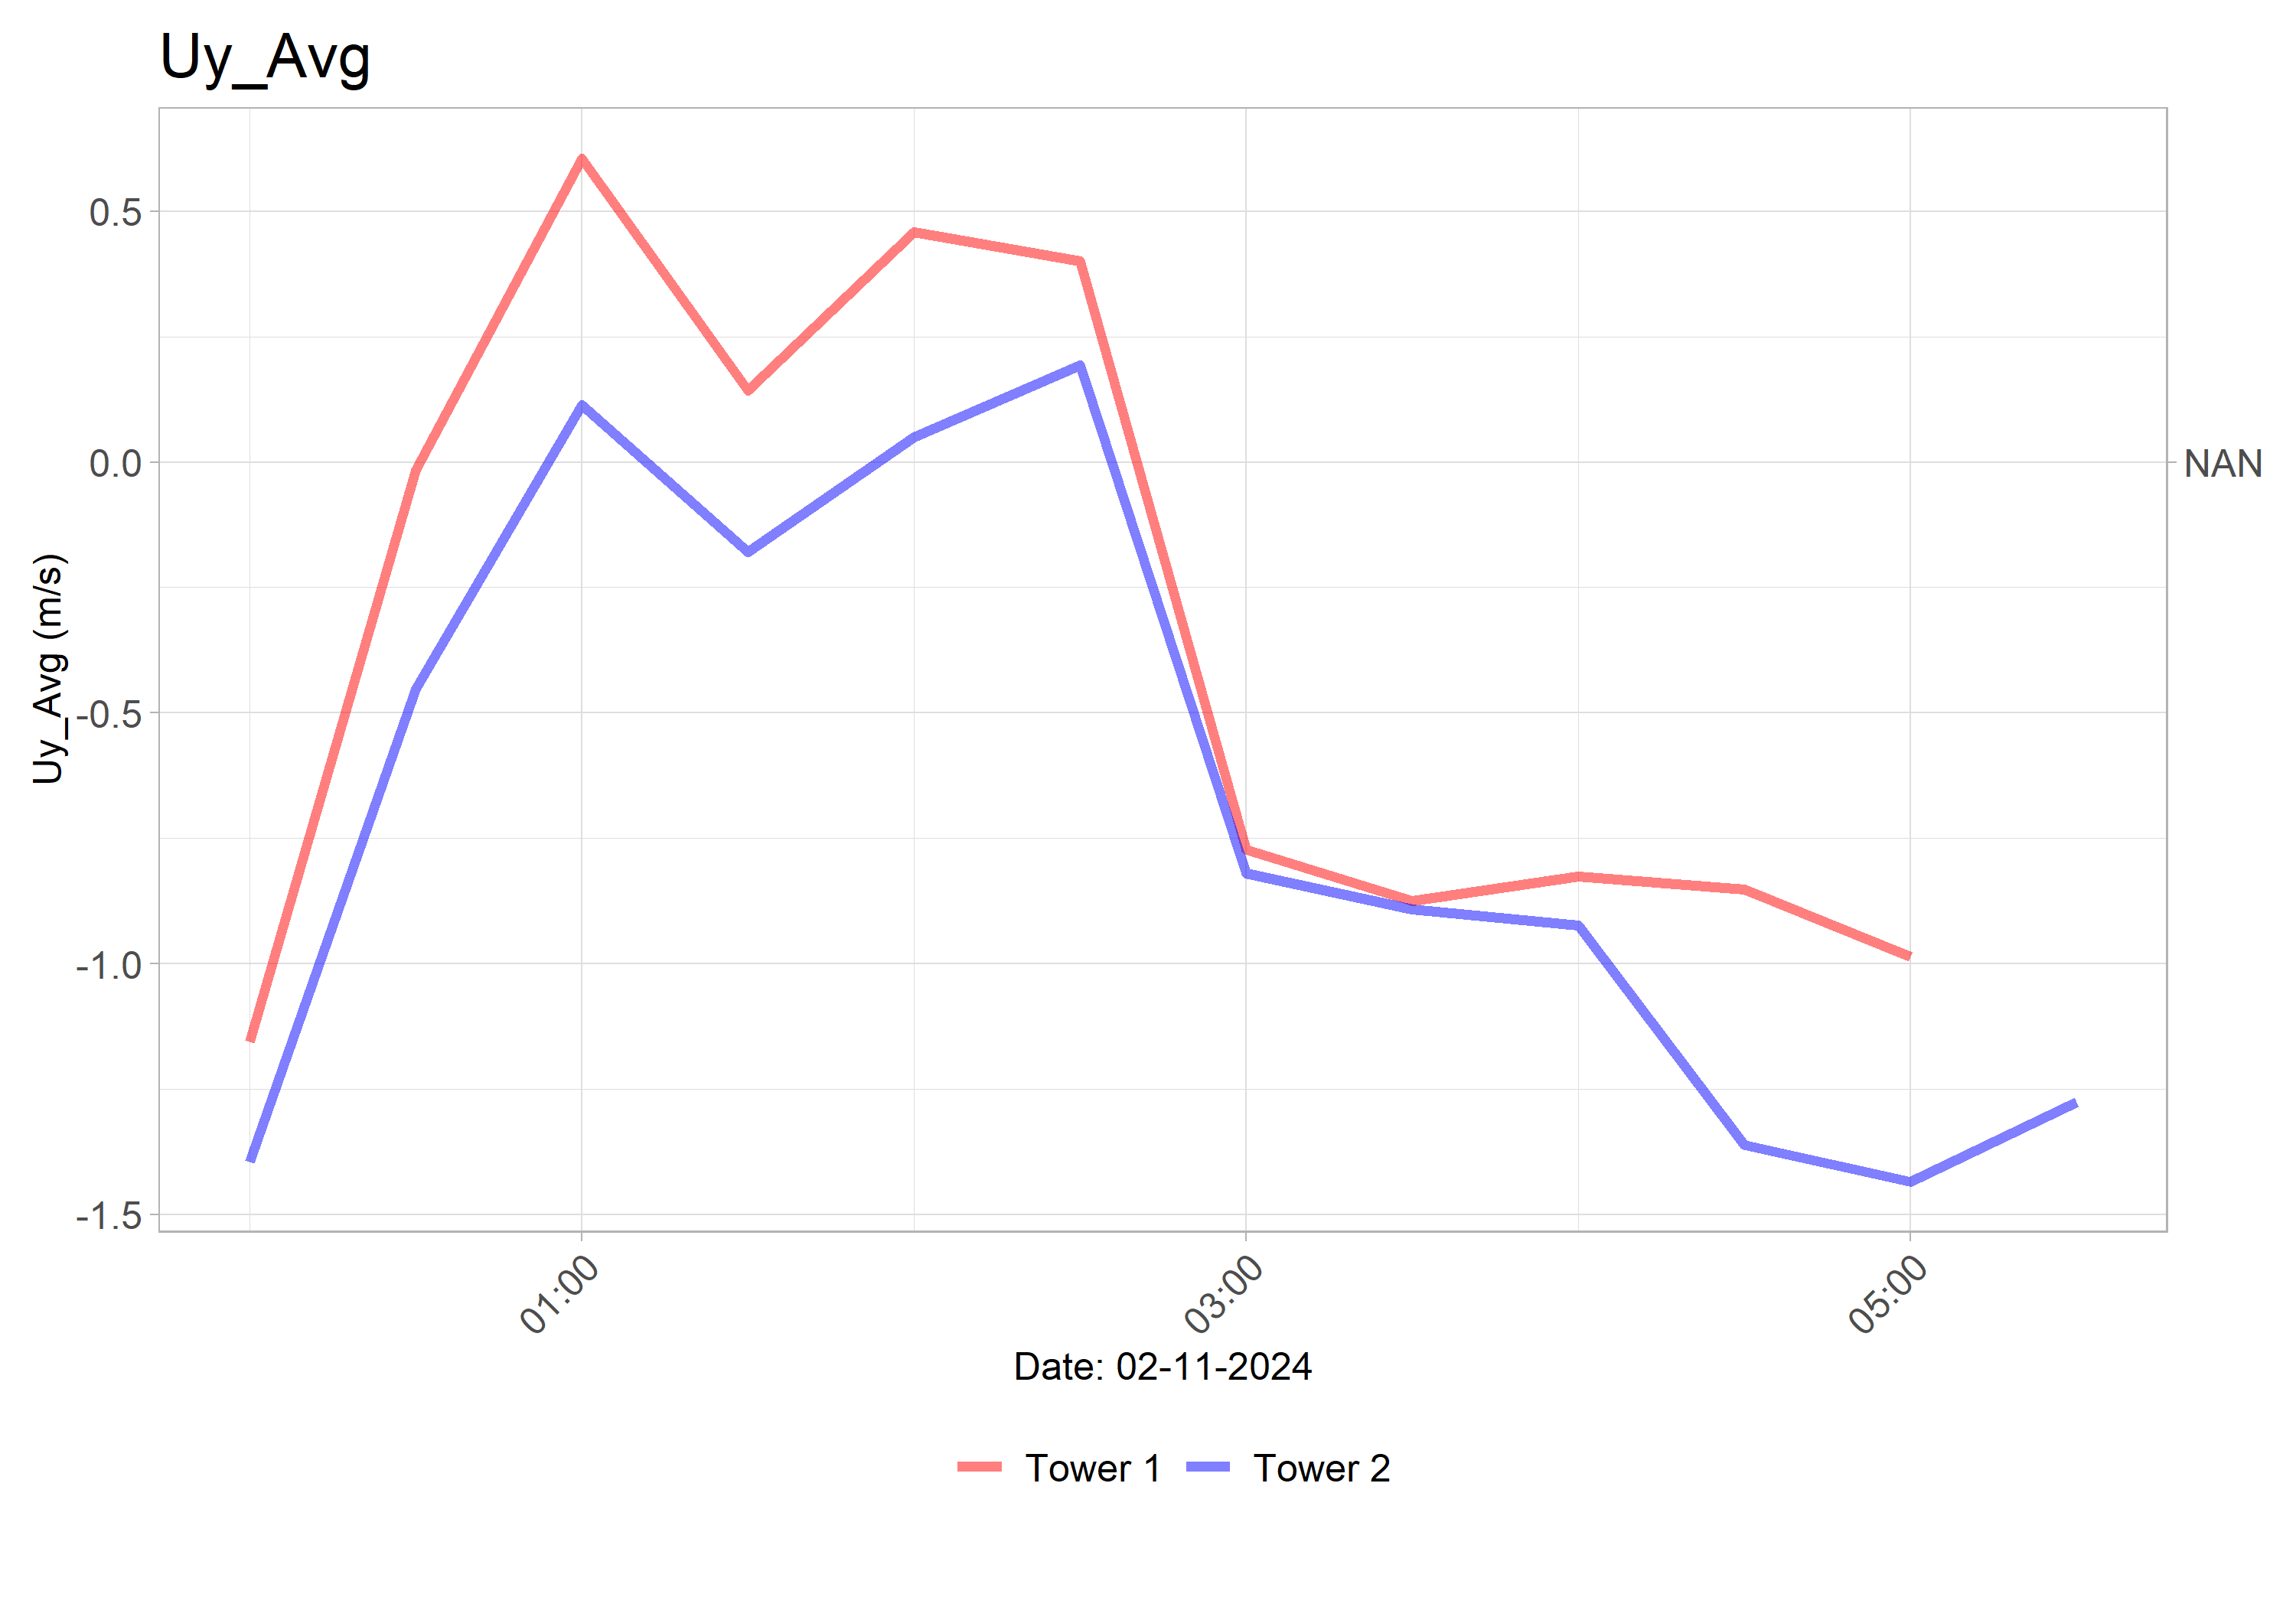 Uy_Avg
0.5
0.0
-0.5
-1.0
-1.5
NAN
Uy_Avg (m/s)
01:00
03:00
05:00
Date: 02-11-2024
Tower 1
Tower 2